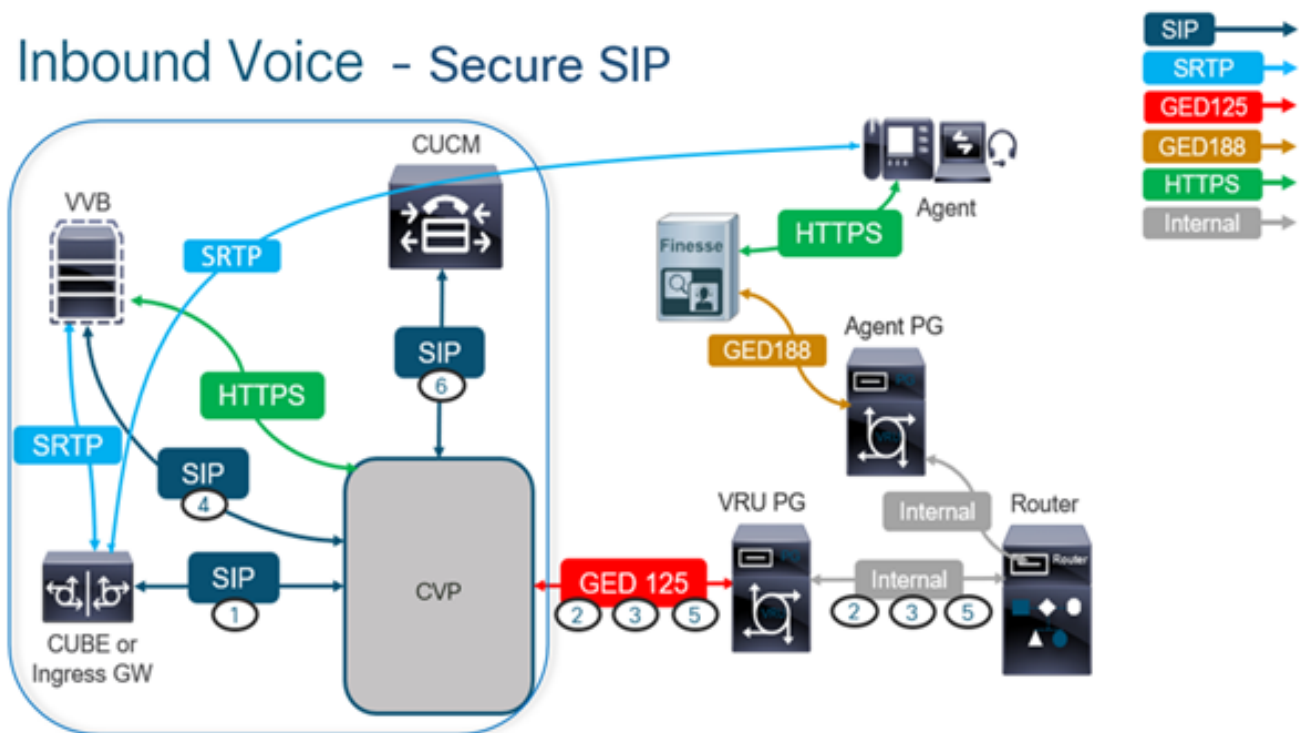 Inbound Voice - Secure SIP
SIP
SRTP
GED125
GED188
HTTPS
Internal
CUCM
VVB
Agent
SRTP
HTTPS
Finesse
SIP
6
Agent PG
GED188
HTTPS
SRTP
SIP
4
VRU PG
Internal
Router
SIP
1
CVP
GED 125
2 3 5
Internal
2 3 5
Router
CUBE or
Ingress GW